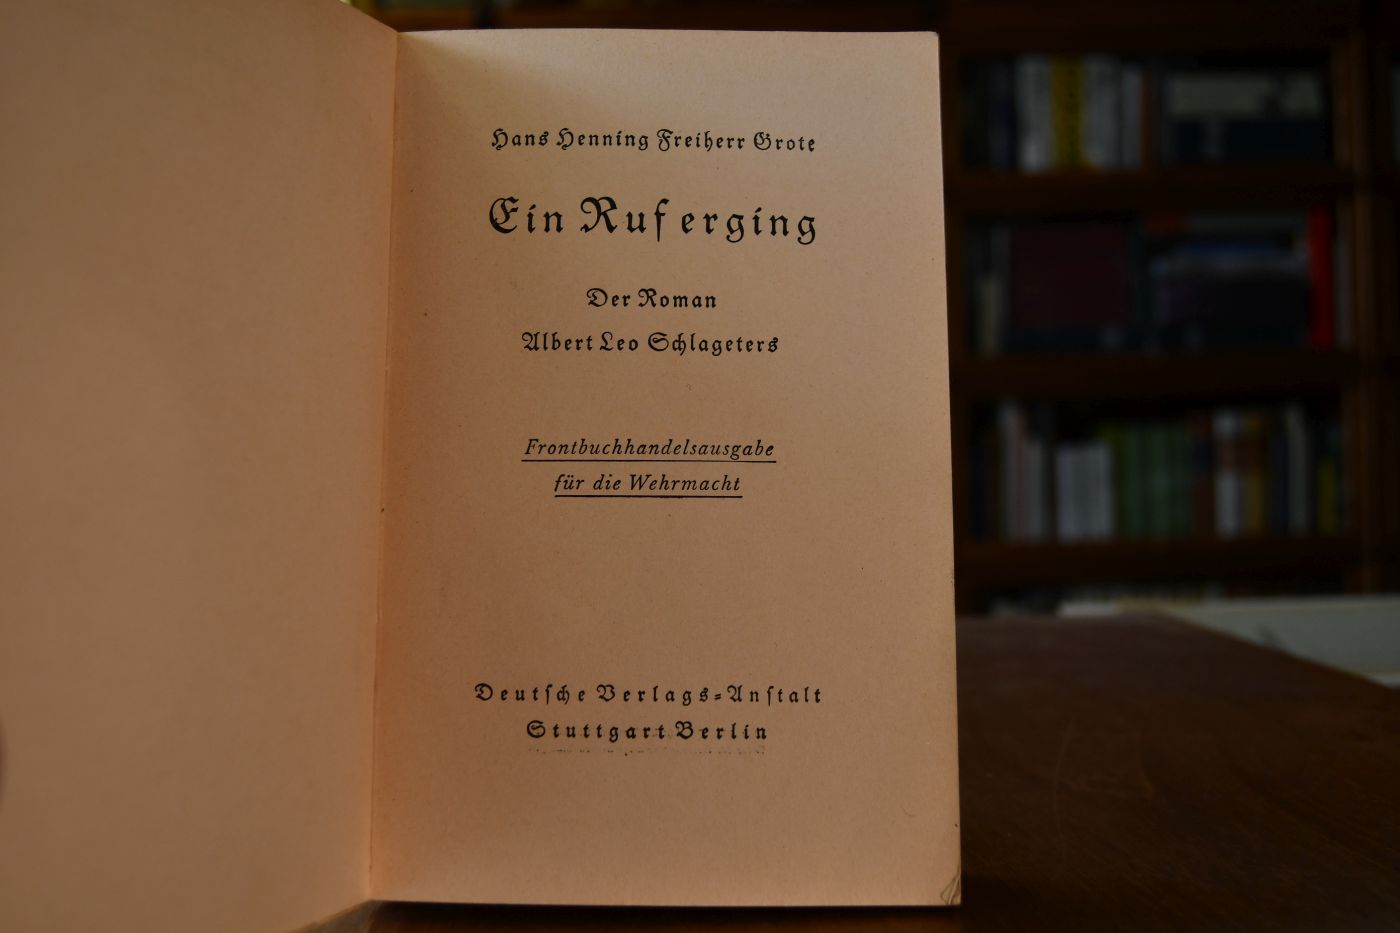 Hans Henning Freiherr Grote
Ein Ruf erging
Der Roman
Albert Leo Schlageters
Frontbuchhandelsausgabe
für die Wehrmacht
Deutſche Verlags-Anſtalt
Stuttgart Berlin